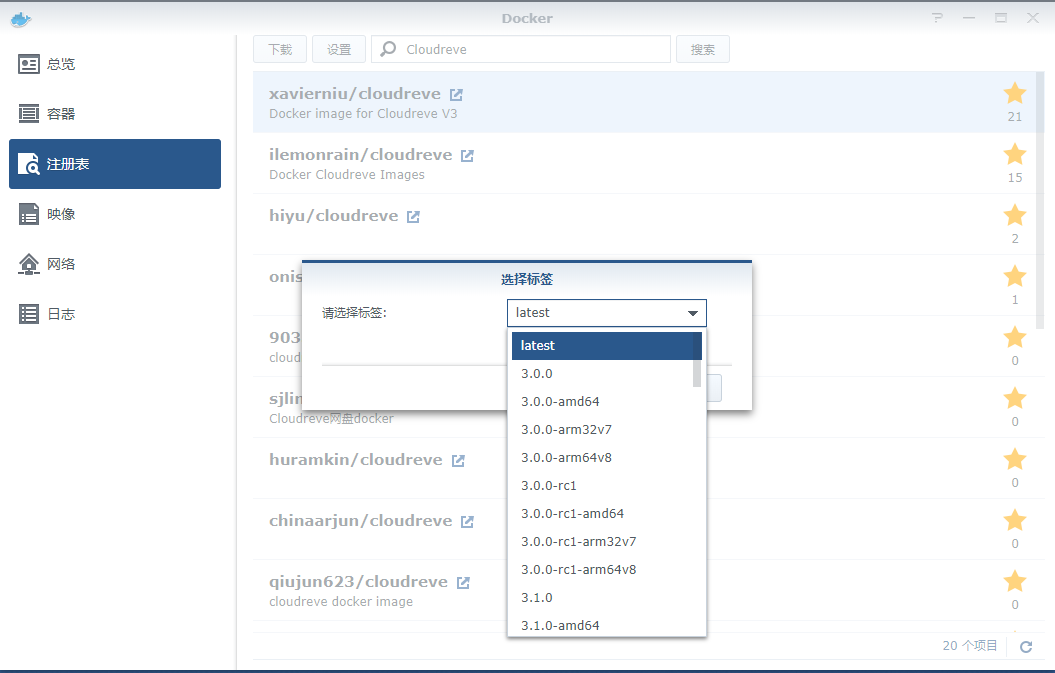 Docker
总览
容器
注册表
映像
网络
日志
下载
设置
Cloudreve
搜索
xavierniu/cloudreve
Docker image for Cloudreve V3
21
ilemonrain/cloudreve
Docker Cloudreve Images
15
hiyu/cloudreve
2
onis
1
903
cloud
0
sjlin
Cloudreve网盘docker
0
huramkin/cloudreve
0
chinaarjun/cloudreve
0
qiujun623/cloudreve
cloudreve docker image
0
选择标签
请选择标签:
latest
latest
3.0.0
3.0.0-amd64
3.0.0-arm32v7
3.0.0-arm64v8
3.0.0-rc1
3.0.0-rc1-amd64
3.0.0-rc1-arm32v7
3.0.0-rc1-arm64v8
3.1.0
3.1.0-amd64
20 个项目